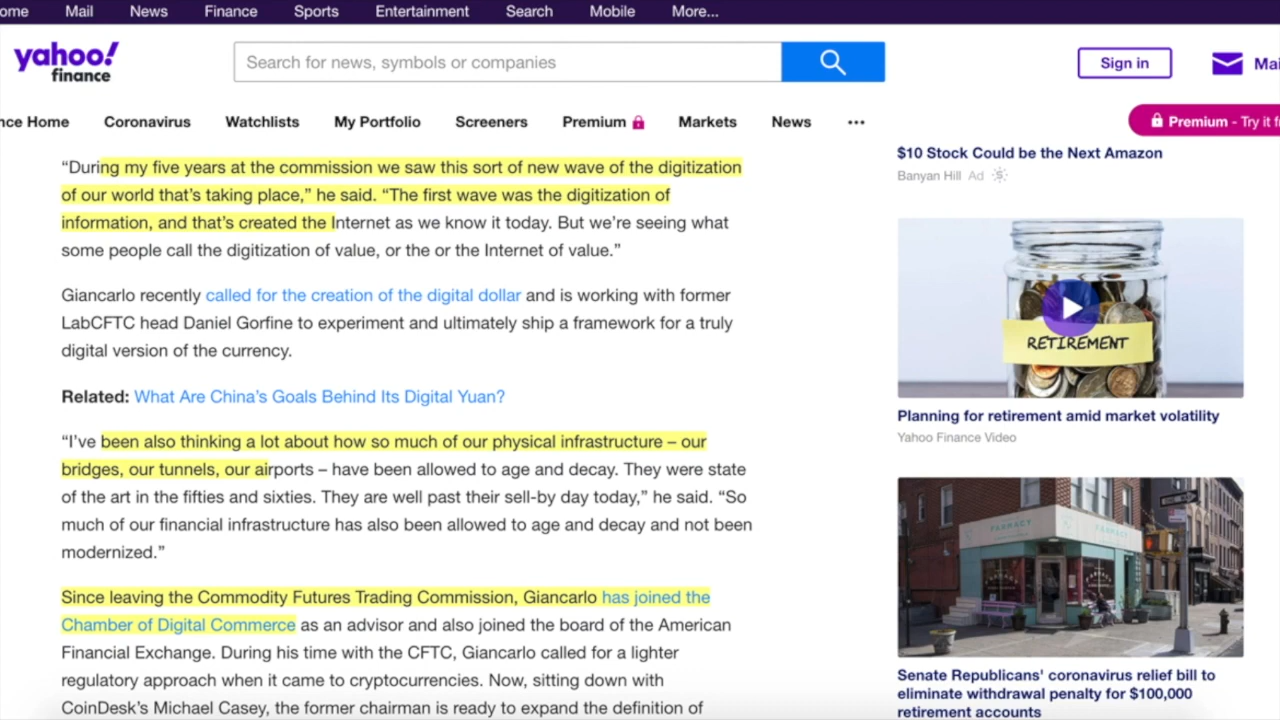 ome Mail News Finance Sports Entertainment Search Mobile More...
yahoo!
finance
Search for news, symbols or companies
Sign in
Mai
nce Home Coronavirus Watchlists My Portfolio Screeners Premium Markets News ...
Premium - Try it f
“During my five years at the commission we saw this sort of new wave of the digitization
of our world that’s taking place,” he said. “The first wave was the digitization of
information, and that’s created the Internet as we know it today. But we’re seeing what
some people call the digitization of value, or the or the Internet of value.”
Giancarlo recently called for the creation of the digital dollar and is working with former
LabCFTC head Daniel Gorfine to experiment and ultimately ship a framework for a truly
digital version of the currency.
Related: What Are China’s Goals Behind Its Digital Yuan?
“I’ve been also thinking a lot about how so much of our physical infrastructure – our
bridges, our tunnels, our airports – have been allowed to age and decay. They were state
of the art in the fifties and sixties. They are well past their sell-by day today,” he said. “So
much of our financial infrastructure has also been allowed to age and decay and not been
modernized.”
Since leaving the Commodity Futures Trading Commission, Giancarlo has joined the
Chamber of Digital Commerce as an advisor and also joined the board of the American
Financial Exchange. During his time with the CFTC, Giancarlo called for a lighter
regulatory approach when it came to cryptocurrencies. Now, sitting down with
CoinDesk’s Michael Casey, the former chairman is ready to expand the definition of
$10 Stock Could be the Next Amazon
Banyan Hill Ad
RETIREMENT
Planning for retirement amid market volatility
Yahoo Finance Video
FARMACY
Senate Republicans' coronavirus relief bill to
eliminate withdrawal penalty for $100,000
retirement accounts